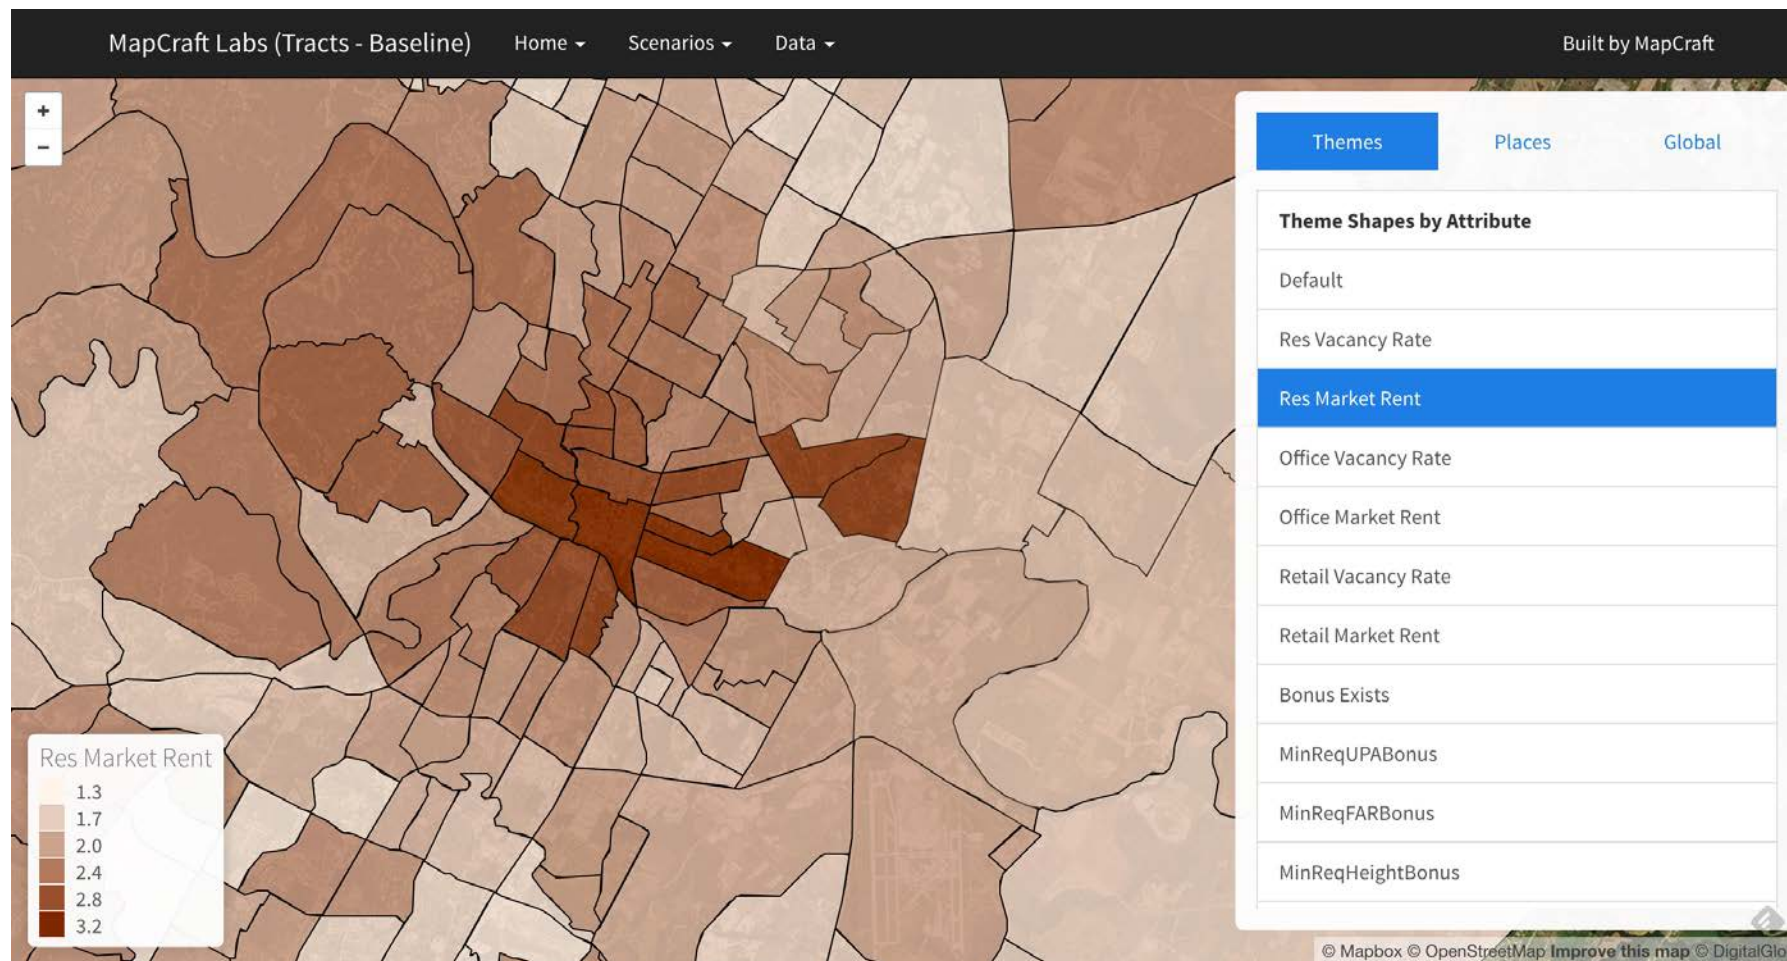 MapCraft Labs (Tracts - Baseline) Home Scenarios Data Built by MapCraft
+
−
Themes Places Global
Theme Shapes by Attribute
Default
Res Vacancy Rate
Res Market Rent
Office Vacancy Rate
Office Market Rent
Retail Vacancy Rate
Retail Market Rent
Bonus Exists
MinReqUPABonus
MinReqFARBonus
MinReqHeightBonus
Res Market Rent
1.3
1.7
2.0
2.4
2.8
3.2
© Mapbox © OpenStreetMap Improve this map © DigitalGlo